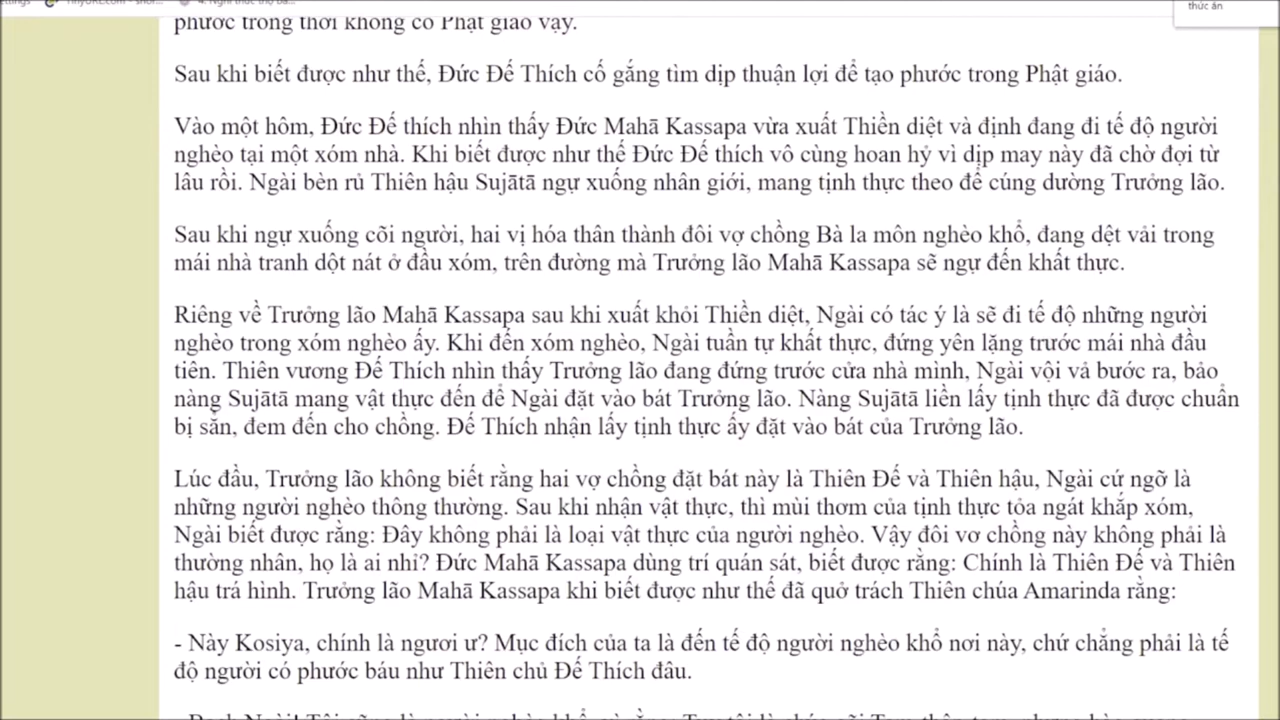 thức ăn
phước trong thời không có Phật giáo vậy.
Sau khi biết được như thế, Đức Đế Thích cố gắng tìm dịp thuận lợi để tạo phước trong Phật giáo.
Vào một hôm, Đức Đế thích nhìn thấy Đức Mahā Kassapa vừa xuất Thiền diệt và định đang đi tế độ người
nghèo tại một xóm nhà. Khi biết được như thế Đức Đế thích vô cùng hoan hỷ vì dịp may này đã chờ đợi từ
lâu rồi. Ngài bèn rủ Thiên hậu Sujātā ngự xuống nhân giới, mang tịnh thực theo để cúng dường Trưởng lão.
Sau khi ngự xuống cõi người, hai vị hóa thân thành đôi vợ chồng Bà la môn nghèo khổ, đang dệt vải trong
mái nhà tranh dột nát ở đầu xóm, trên đường mà Trưởng lão Mahā Kassapa sẽ ngự đến khất thực.
Riêng về Trưởng lão Mahā Kassapa sau khi xuất khỏi Thiền diệt, Ngài có tác ý là sẽ đi tế độ những người
nghèo trong xóm nghèo ấy. Khi đến xóm nghèo, Ngài tuần tự khất thực, đứng yên lặng trước mái nhà đầu
tiên. Thiên vương Đế Thích nhìn thấy Trưởng lão đang đứng trước cửa nhà mình, Ngài vội vả bước ra, bảo
nàng Sujātā mang vật thực đến để Ngài đặt vào bát Trưởng lão. Nàng Sujātā liền lấy tịnh thực đã được chuẩn
bị sẵn, đem đến cho chồng. Đế Thích nhận lấy tịnh thực ấy đặt vào bát của Trưởng lão.
Lúc đầu, Trưởng lão không biết rằng hai vợ chồng đặt bát này là Thiên Đế và Thiên hậu, Ngài cứ ngỡ là
những người nghèo thông thường. Sau khi nhận vật thực, thì mùi thơm của tịnh thực tỏa ngát khắp xóm,
Ngài biết được rằng: Đây không phải là loại vật thực của người nghèo. Vậy đôi vơ chồng này không phải là
thường nhân, họ là ai nhỉ? Đức Mahā Kassapa dùng trí quán sát, biết được rằng: Chính là Thiên Đế và Thiên
hậu trá hình. Trưởng lão Mahā Kassapa khi biết được như thế đã quở trách Thiên chúa Amarinda rằng:
- Này Kosiya, chính là ngươi ư? Mục đích của ta là đến tế độ người nghèo khổ nơi này, chứ chẳng phải là tế
độ người có phước báu như Thiên chủ Đế Thích đâu.